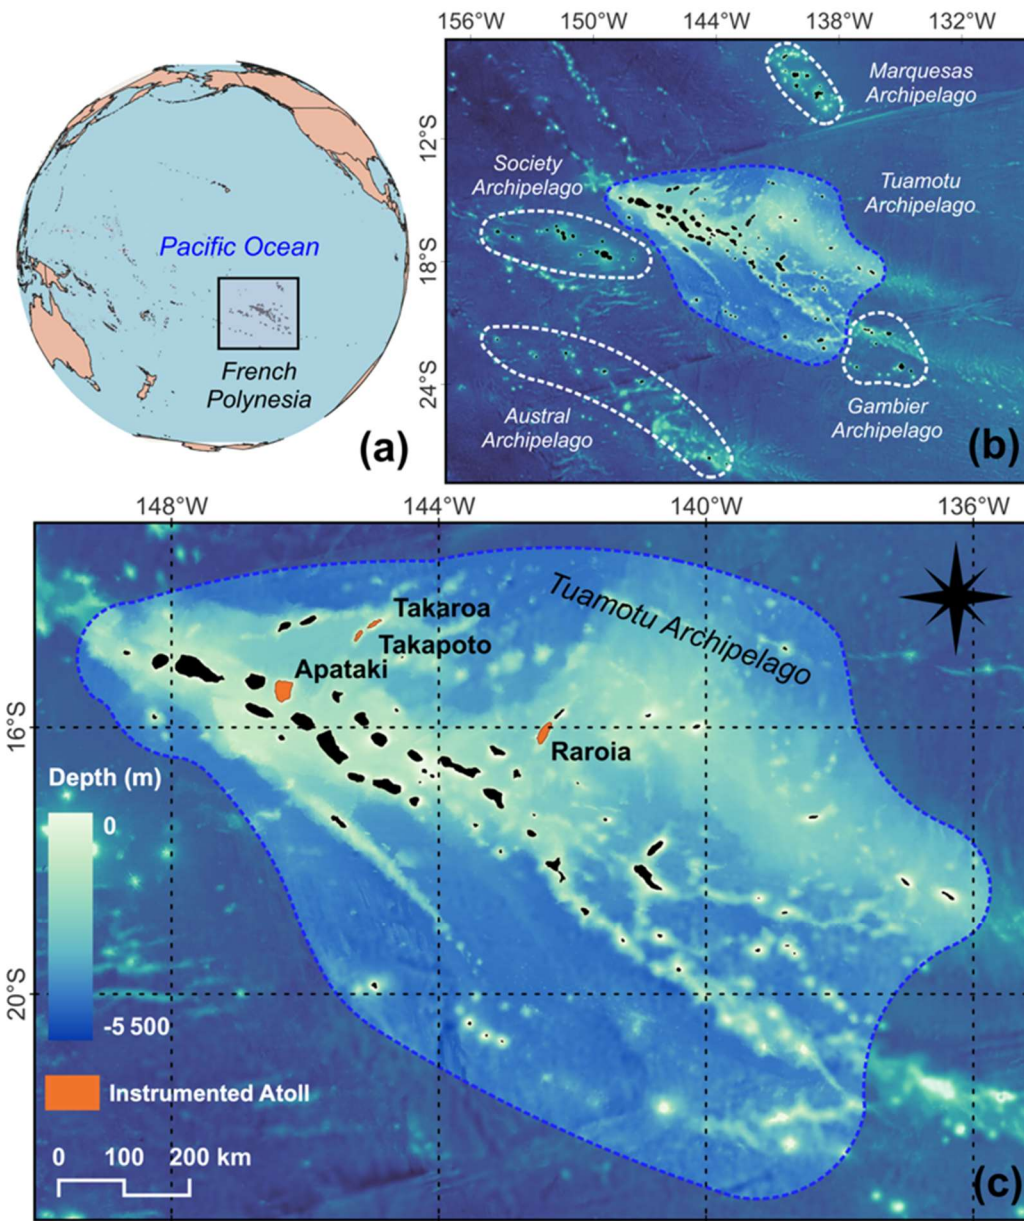 156°W 150°W 144°W 138°W 132°W
Pacific Ocean
French
Polynesia
(a)
12°S
18°S
24°S
Marquesas
Archipelago
Society
Archipelago
Tuamotu
Archipelago
Austral
Archipelago
Gambier
Archipelago
(b)
148°W 144°W 140°W 136°W
Tuamotu Archipelago
Takaroa
Takapoto
Apataki
Raroia
16°S
20°S
Depth (m)
0
-5 500
Instrumented Atoll
0 100 200 km
(c)